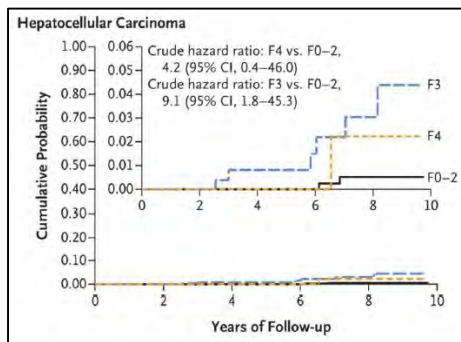 Hepatocellular Carcinoma
Cumulative Probability
1.00
0.90
0.80
0.70
0.60
0.50
0.40
0.30
0.20
0.10
0.00
0.06
0.05
0.04
0.03
0.02
0.01
0.00
Crude hazard ratio: F4 vs. F0–2,
4.2 (95% CI, 0.4–46.0)
Crude hazard ratio: F3 vs. F0–2,
9.1 (95% CI, 1.8–45.3)
F3
F4
F0–2
0 2 4 6 8 10
0 2 4 6 8 10
Years of Follow-up